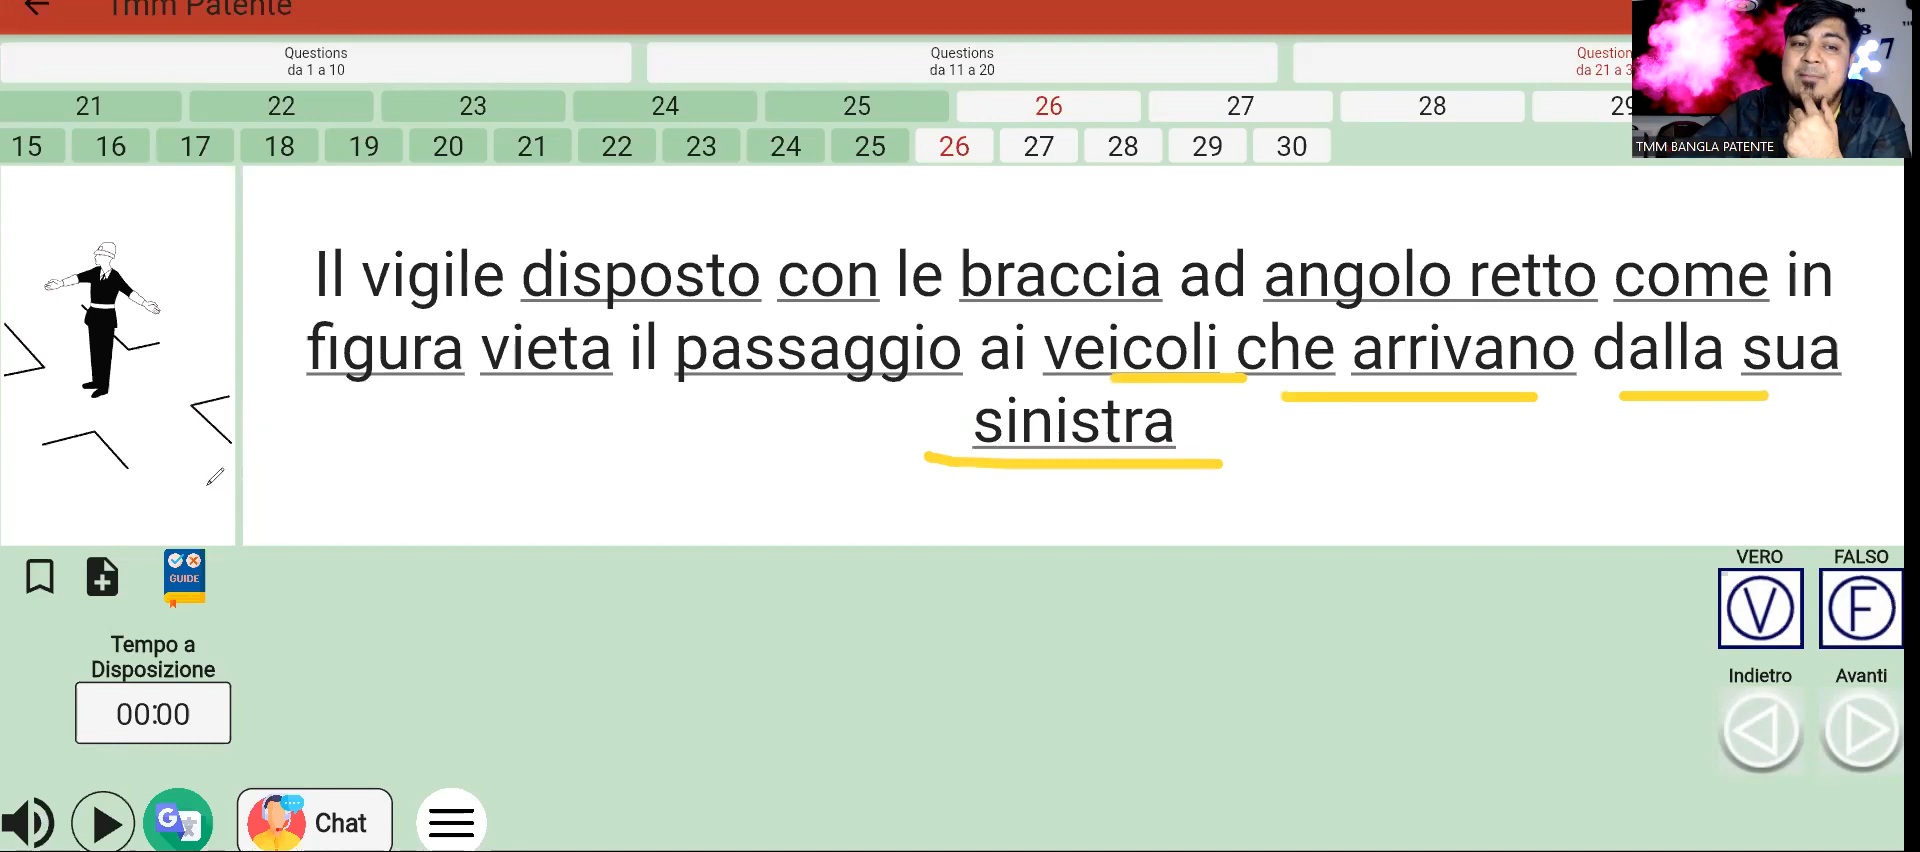 Tmm Patente
Questions
da 1 a 10
Questions
da 11 a 20
Question
da 21 a 3
21 22 23 24 25 26 27 28 29
15 16 17 18 19 20 21 22 23 24 25 26 27 28 29 30
7
TMM BANGLA PATENTE
Il vigile disposto con le braccia ad angolo retto come in
figura vieta il passaggio ai veicoli che arrivano dalla sua
sinistra
GUIDE
VERO FALSO
V F
Tempo a
Disposizione
00:00
Indietro Avanti
G
Chat